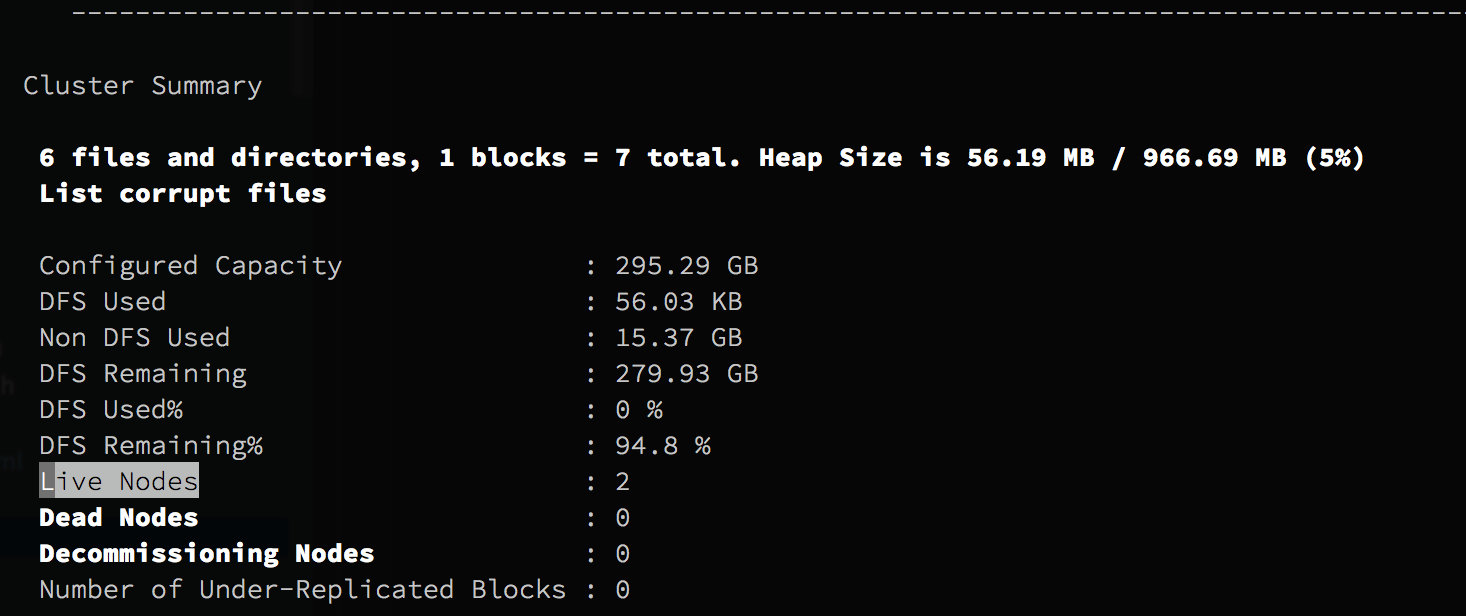 Cluster Summary
6 files and directories, 1 blocks = 7 total. Heap Size is 56.19 MB / 966.69 MB (5%)
List corrupt files
Configured Capacity : 295.29 GB
DFS Used : 56.03 KB
Non DFS Used : 15.37 GB
DFS Remaining : 279.93 GB
DFS Used% : 0 %
DFS Remaining% : 94.8 %
Live Nodes : 2
Dead Nodes : 0
Decommissioning Nodes : 0
Number of Under-Replicated Blocks : 0